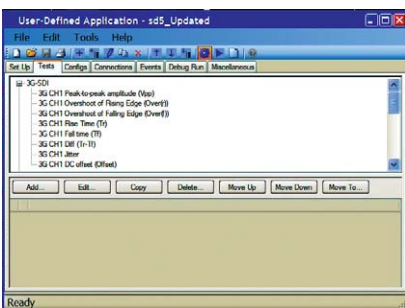 User-Defined Application - sd5_Updated
File Edit Tools Help
Set Up Tests Configs Connections Events Debug Run Miscellaneous
3G-SDI
3G CH1 Peak-to-peak amplitude (Vpp)
3G CH1 Overshoot of Rising Edge (Over(r))
3G CH1 Overshoot of Falling Edge (Over(f))
3G CH1 Rise Time (Tr)
3G CH1 Fall time (Tf)
3G CH1 Diff (Tr-Tf)
3G CH1 Jitter
3G CH1 DC offset (Offset)
Add... Edit... Copy Delete... Move Up Move Down Move To...
Ready